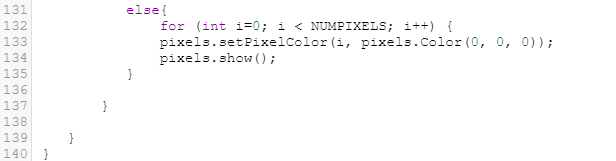 131 else{
132 for (int i=0; i < NUMPIXELS; i++) {
133 pixels.setPixelColor(i, pixels.Color(0, 0, 0));
134 pixels.show();
135 }
136
137 }
138
139 }
140 }